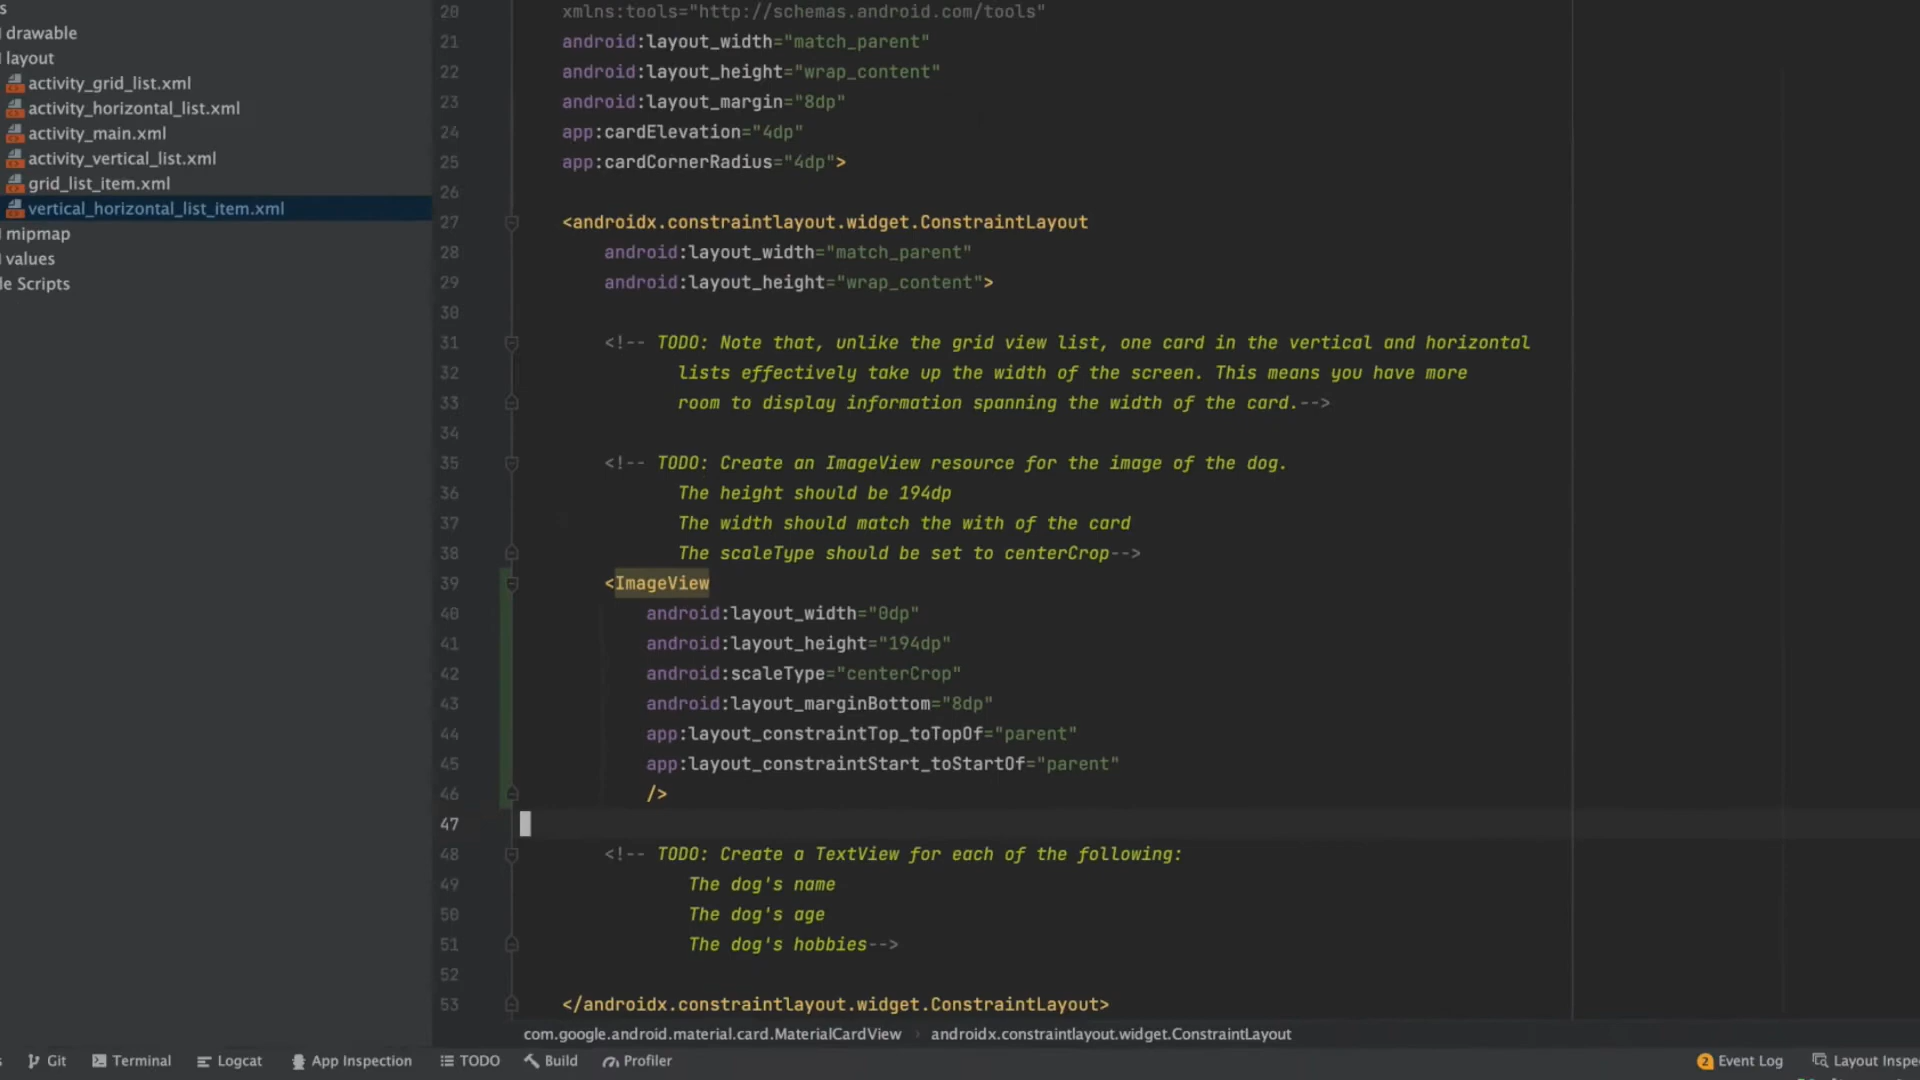 s
drawable
layout
activity_grid_list.xml
activity_horizontal_list.xml
activity_main.xml
activity_vertical_list.xml
grid_list_item.xml
vertical_horizontal_list_item.xml
mipmap
values
le Scripts
20 xmlns:tools="http://schemas.android.com/tools"
21 android:layout_width="match_parent"
22 android:layout_height="wrap_content"
23 android:layout_margin="8dp"
24 app:cardElevation="4dp"
25 app:cardCornerRadius="4dp">
26
27 <androidx.constraintlayout.widget.ConstraintLayout
28 android:layout_width="match_parent"
29 android:layout_height="wrap_content">
30
31 <!-- TODO: Note that, unlike the grid view list, one card in the vertical and horizontal
32 lists effectively take up the width of the screen. This means you have more
33 room to display information spanning the width of the card.-->
34
35 <!-- TODO: Create an ImageView resource for the image of the dog.
36 The height should be 194dp
37 The width should match the with of the card
38 The scaleType should be set to centerCrop-->
39 <ImageView
40 android:layout_width="0dp"
41 android:layout_height="194dp"
42 android:scaleType="centerCrop"
43 android:layout_marginBottom="8dp"
44 app:layout_constraintTop_toTopOf="parent"
45 app:layout_constraintStart_toStartOf="parent"
46 />
47
48 <!-- TODO: Create a TextView for each of the following:
49 The dog's name
50 The dog's age
51 The dog's hobbies-->
52
53 </androidx.constraintlayout.widget.ConstraintLayout>
com.google.android.material.card.MaterialCardView › androidx.constraintlayout.widget.ConstraintLayout
s Git Terminal Logcat App Inspection TODO Build Profiler 2 Event Log Layout Inspe